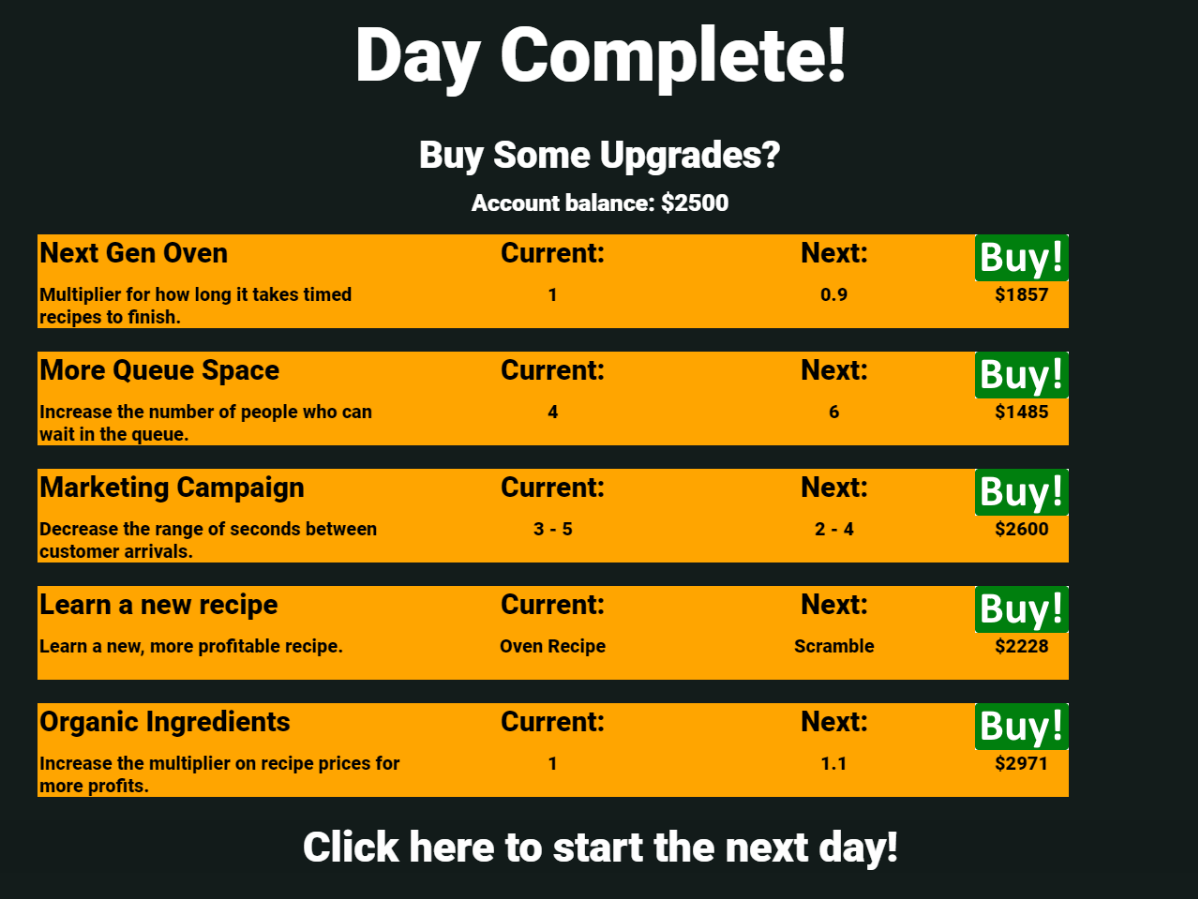 Day Complete!
Buy Some Upgrades?
Account balance: $2500
Next Gen Oven Current: Next: Buy!
Multiplier for how long it takes timed 1 0.9 $1857
recipes to finish.
More Queue Space Current: Next: Buy!
Increase the number of people who can 4 6 $1485
wait in the queue.
Marketing Campaign Current: Next: Buy!
Decrease the range of seconds between 3 - 5 2 - 4 $2600
customer arrivals.
Learn a new recipe Current: Next: Buy!
Learn a new, more profitable recipe. Oven Recipe Scramble $2228
Organic Ingredients Current: Next: Buy!
Increase the multiplier on recipe prices for 1 1.1 $2971
more profits.
Click here to start the next day!